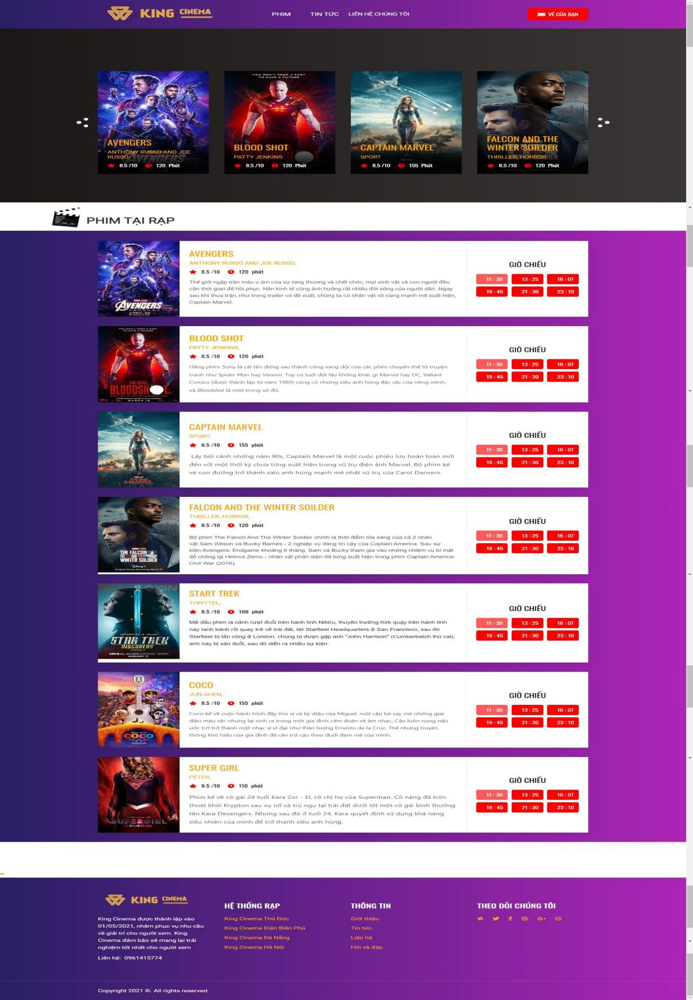 KING CINEMA
PHIM TIN TỨC LIÊN HỆ CHÚNG TÔI
VÉ CỦA BẠN
AVENGERS
ANTHONY RUSSO AND JOE
RUSSO
8.5 /10 120 Phút
YOU DON'T NEED A PAST
TO HAVE A FUTURE
BLOOD SHOT
PATTY JENKINS
8.5 /10 120 Phút
CAPTAIN MARVEL
SPORT
8.5 /10 155 Phút
FALCON AND THE
WINTER SOILDER
THRILLER, HORROR
8.5 /10 120 Phút
PHIM TẠI RẠP
AVENGERS
ENDGAME
APRIL 26
AVENGERS
ANTHONY RUSSO AND JOE RUSSO,
8.5 /10 120 phút
Thế giới ngập tràn màu u ám của sự tang thương và chết chóc, mọi sinh vật và con người đều
cần thời gian để hồi phục. Nền kinh tế cũng ảnh hưởng rất nhiều đời sống của người dân. Ngay
sau khi thua trận, như trong trailer có đề xuất, chúng ta có nhân vật vô cùng mạnh mẽ xuất hiện,
Captain Marvel.
GIỜ CHIẾU
11 : 30 13 : 25 16 : 07
19 : 45 21 : 30 23 : 10
YOU DON'T NEED A PAST
TO HAVE A FUTURE
VIN DIESEL
BLOODSHOT
MARCH 13
BLOOD SHOT
PATTY JENKINS,
8.5 /10 120 phút
Hãng phim Sony là cái tên đứng sau thành công vang dội của các phim chuyển thể từ truyện
tranh như Spider Man hay Venom. Tuy có tuổi đời lâu không khác gì Marvel hay DC, Valiant
Comics (được thành lập từ năm 1989) cũng có những siêu anh hùng đặc sắc của riêng mình,
và Bloodshot là một trong số đó.
GIỜ CHIẾU
11 : 30 13 : 25 16 : 07
19 : 45 21 : 30 23 : 10
CAPTAIN
MARVEL
CAPTAIN MARVEL
SPORT,
8.5 /10 155 phút
Lấy bối cảnh những năm 90s, Captain Marvel là một cuộc phiêu lưu hoàn toàn mới
đến với một thời kỳ chưa từng xuất hiện trong vũ trụ điện ảnh Marvel. Bộ phim kể
về con đường trở thành siêu anh hùng mạnh mẽ nhất vũ trụ của Carol Danvers.
GIỜ CHIẾU
11 : 30 13 : 25 16 : 07
19 : 45 21 : 30 23 : 10
THE FALCON
WINTER SOLDIER
Disney+
Original Series Streaming March 19
FALCON AND THE WINTER SOILDER
THRILLER, HORROR,
8.5 /10 120 phút
Bộ phim The Falcon And The Winter Soldier chính là thời điểm tỏa sáng của cả 2 nhân
vật Sam Wilson và Bucky Barnes - 2 nghiệp vụ đáng tin cậy của Captain America. Sau sự
kiện Avengers: Endgame khoảng 6 tháng, Sam và Bucky tham gia vào những nhiệm vụ bí mật
để chống lại Helmut Zemo - nhân vật phản diện đã từng xuất hiện trong phim Captain America:
Civil War (2016).
GIỜ CHIẾU
11 : 30 13 : 25 16 : 07
19 : 45 21 : 30 23 : 10
IGN
STAR TREK
DISCOVERY
SEASON 2
CBS ALL ACCESS ORIGINAL SERIES
JANUARY 17
START TREK
THRITTEL,
8.5 /10 106 phút
Mở đầu phim là cảnh rượt đuổi trên hành tinh Nibiru, thuyền trưởng Kirk quậy trên hành tinh
này tanh bành rồi quay trở về trái đất, tới Starfleet Headquarters ở San Francisco, sau đó
Starfleet bị tấn công ở London, chúng ta được gặp anh "John Harrison" (Cumberbatch thủ vai),
anh này bị săn đuổi, sau đó diễn ra nhiều sự kiện.
GIỜ CHIẾU
11 : 30 13 : 25 16 : 07
19 : 45 21 : 30 23 : 10
COCO
COCO
JUN AHEN,
8.5 /10 155 phút
Coco kể về cuộc hành trình đầy thú vị và kỳ diệu của Miguel, một cậu bé say mê những giai
điệu màu sắc nhưng lại sinh ra trong một gia đình cấm đoán về âm nhạc. Cậu luôn nung nấu
ước trở trở thành một nhạc sĩ vĩ đại như thần tượng Ernesto de la Cruz. Thế nhưng truyền
thống khó hiểu của gia đình đã cản trở cậu theo đuổi đam mê của mình.
GIỜ CHIẾU
11 : 30 13 : 25 16 : 07
19 : 45 21 : 30 23 : 10
SUPERGIRL
SUPER GIRL
PETER,
8.5 /10 110 phút
Phim kể về cô gái 24 tuổi Kara Zor - El, cô chị họ của Superman. Cô nàng đã trốn
thoát khỏi Krypton sau vụ nổ và trú ngụ tại trái đất dưới lốt một cô gái bình thường
tên Kara Devengers. Nhưng sau đó ở tuổi 24, Kara quyết định sử dụng khả năng
siêu nhiên của mình để trở thành siêu anh hùng.
GIỜ CHIẾU
11 : 30 13 : 25 16 : 07
19 : 45 21 : 30 23 : 10
KING CINEMA
King Cinema được thành lập vào
01/05/2021, nhằm phục vụ nhu cầu
về giải trí cho người xem. King
Cinema đảm bảo sẽ mang lại trải
nghiệm tốt nhất cho người xem
Liên hệ: 0961415774
HỆ THỐNG RẠP
King Cinema Thủ Đức
King Cinema Điện Biên Phủ
King Cinema Đà Nẵng
King Cinema Hà Nội
THÔNG TIN
Giới thiệu
Tin tức
Liên hệ
Hỏi và đáp
THEO DÕI CHÚNG TÔI
Copyright 2021 ©. All rights reserved.